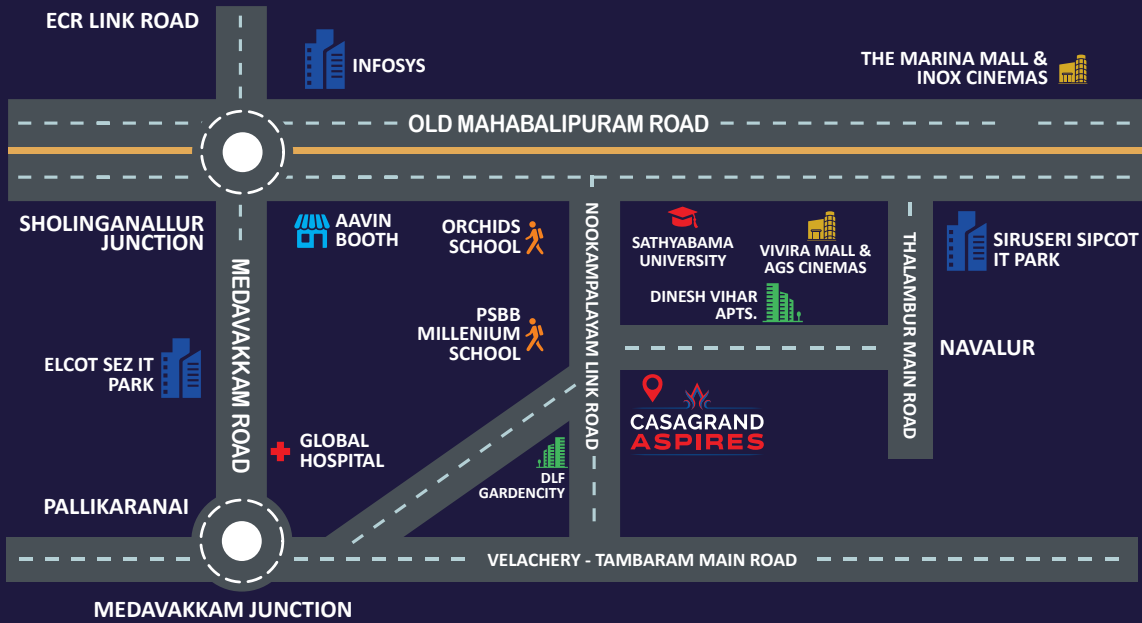 ECR LINK ROAD
INFOSYS
THE MARINA MALL &
INOX CINEMAS
OLD MAHABALIPURAM ROAD
SHOLINGANALLUR
JUNCTION
MEDAVAKKAM ROAD
AAVIN
BOOTH
ORCHIDS
SCHOOL
NOOKAMPALAYAM LINK ROAD
SATHYABAMA
UNIVERSITY
VIVIRA MALL &
AGS CINEMAS
THALAMBUR MAIN ROAD
SIRUSERI SIPCOT
IT PARK
DINESH VIHAR
APTS.
PSBB
MILLENIUM
SCHOOL
NAVALUR
ELCOT SEZ IT
PARK
CASAGRAND
ASPIRES
GLOBAL
HOSPITAL
DLF
GARDENCITY
PALLIKARANAI
VELACHERY - TAMBARAM MAIN ROAD
MEDAVAKKAM JUNCTION